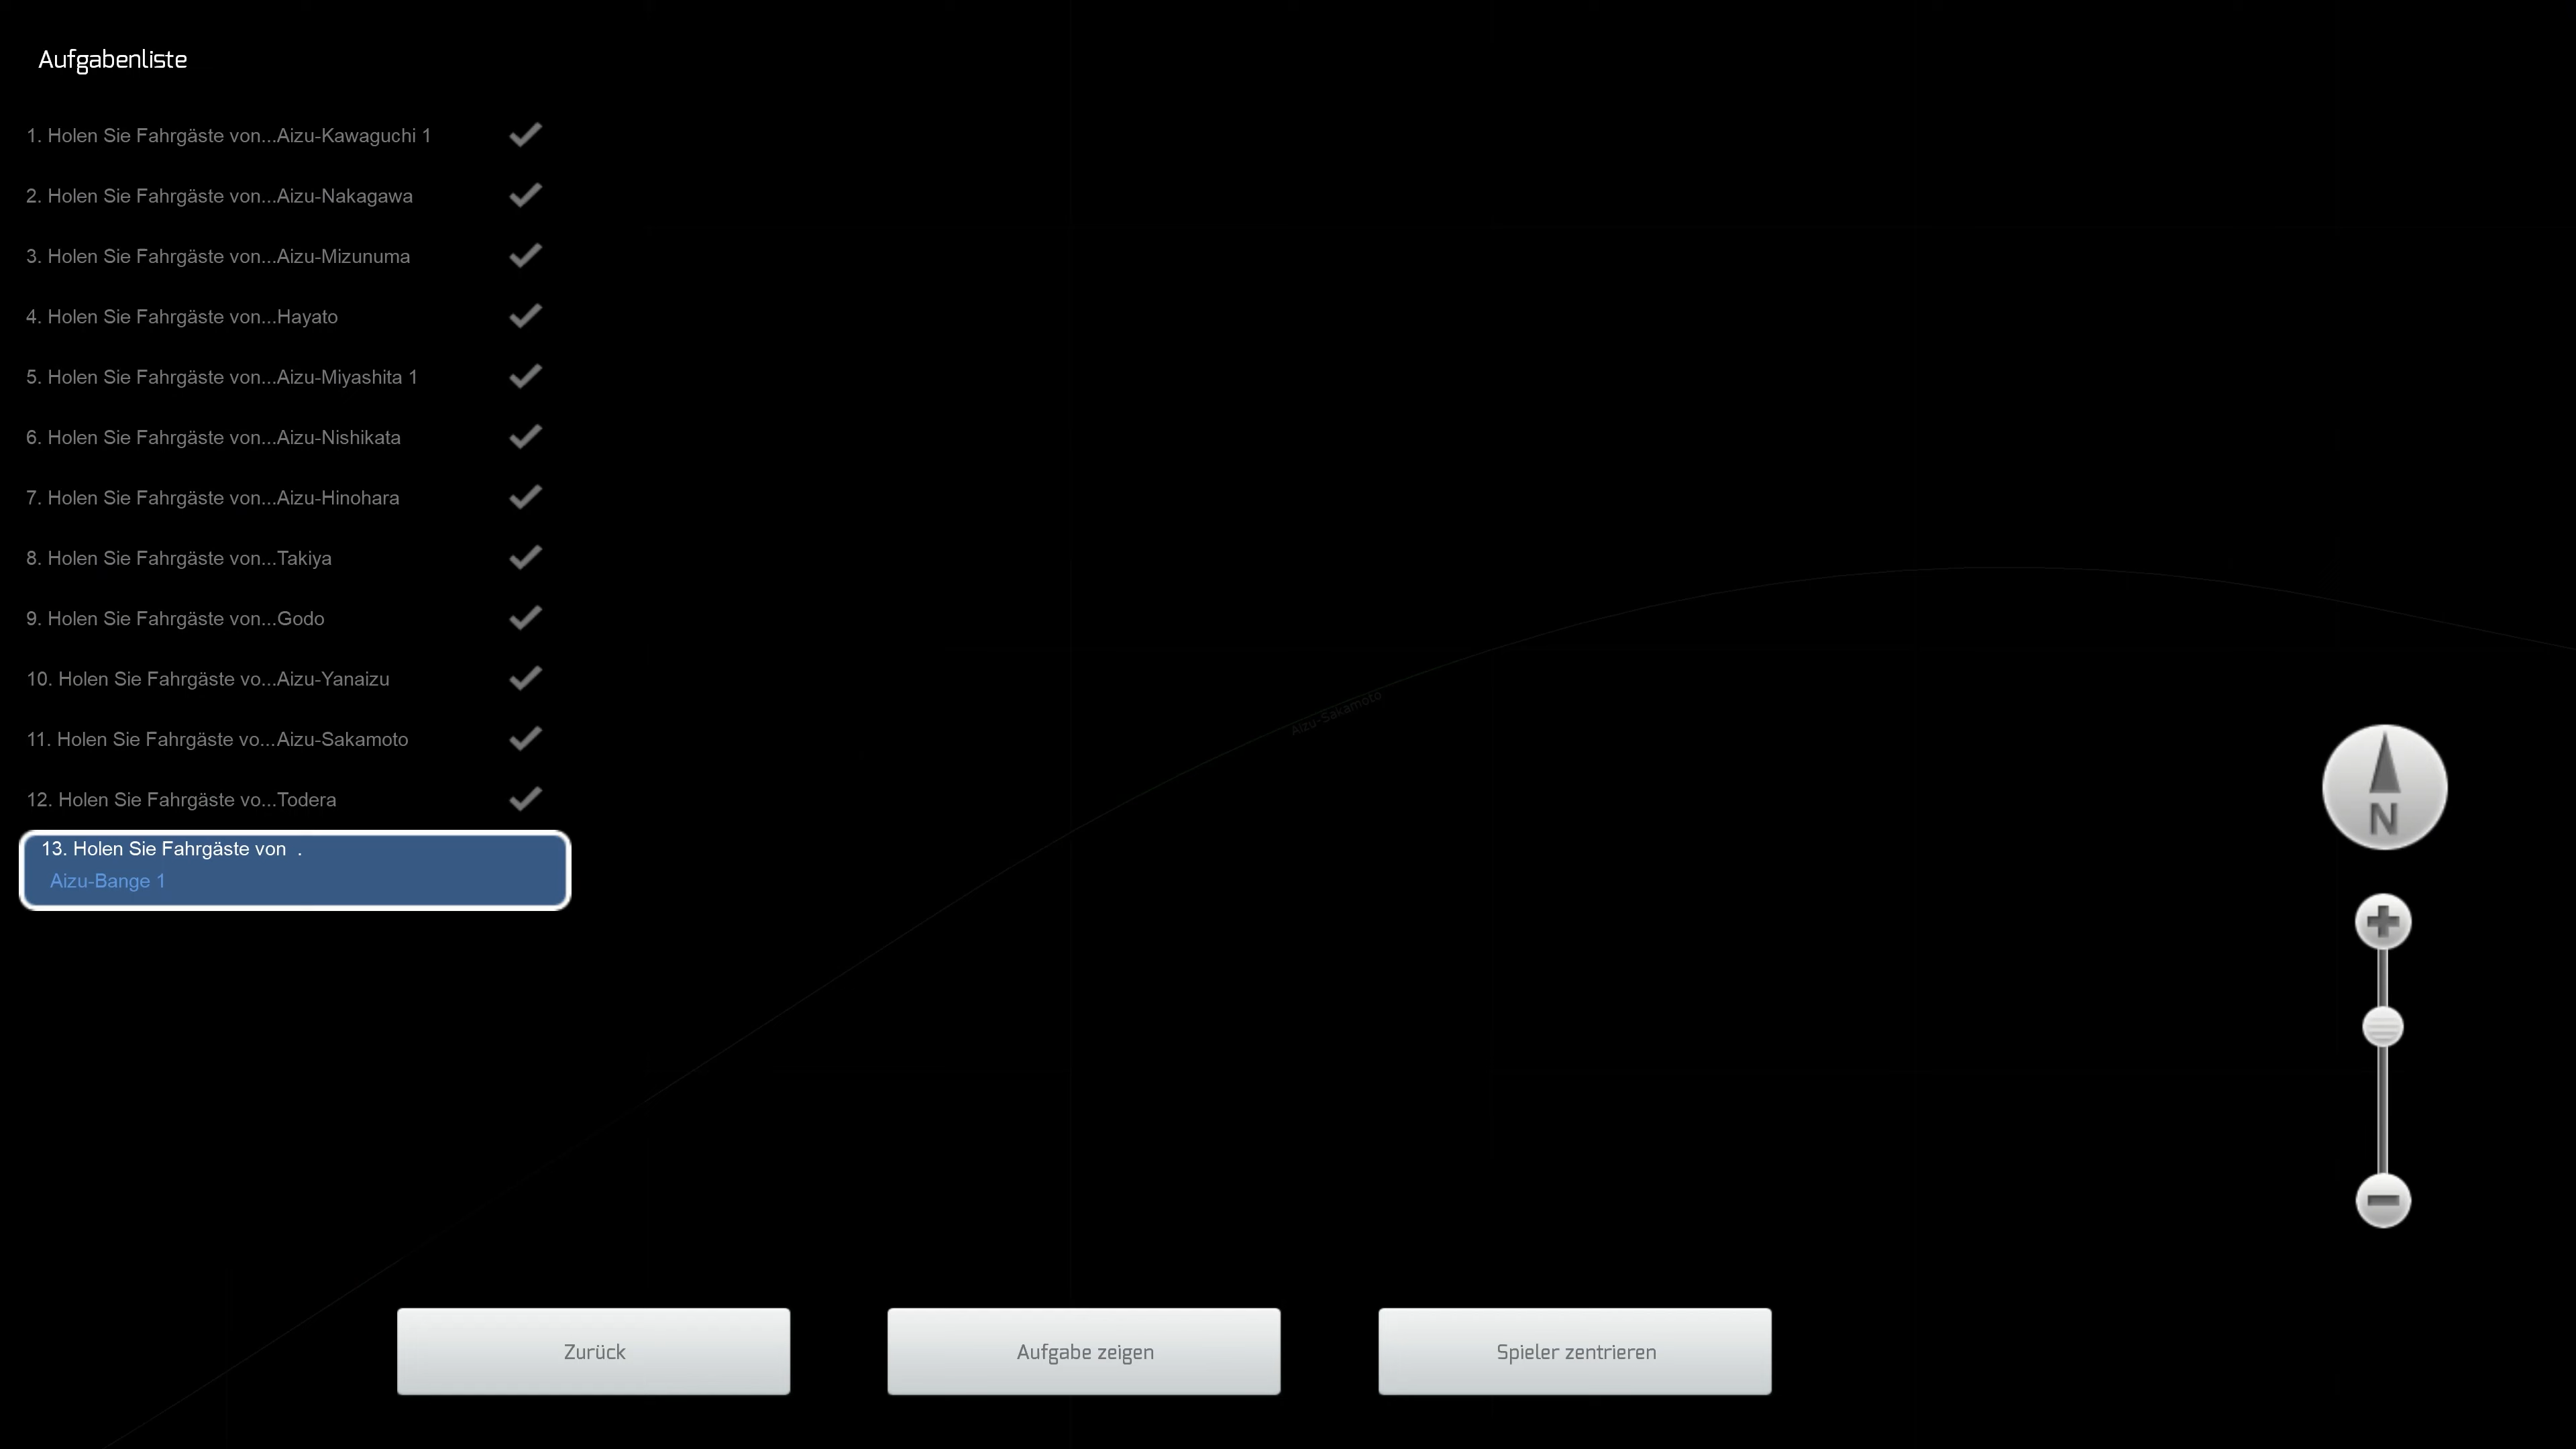 Aufgabenliste
1. Holen Sie Fahrgäste von...Aizu-Kawaguchi 1
2. Holen Sie Fahrgäste von...Aizu-Nakagawa
3. Holen Sie Fahrgäste von...Aizu-Mizunuma
4. Holen Sie Fahrgäste von...Hayato
5. Holen Sie Fahrgäste von...Aizu-Miyashita 1
6. Holen Sie Fahrgäste von...Aizu-Nishikata
7. Holen Sie Fahrgäste von...Aizu-Hinohara
8. Holen Sie Fahrgäste von...Takiya
9. Holen Sie Fahrgäste von...Godo
10. Holen Sie Fahrgäste vo...Aizu-Yanaizu
11. Holen Sie Fahrgäste vo...Aizu-Sakamoto
12. Holen Sie Fahrgäste vo...Todera
13. Holen Sie Fahrgäste von .
Aizu-Bange 1
Aizu-Sakamoto
N
Zurück
Aufgabe zeigen
Spieler zentrieren